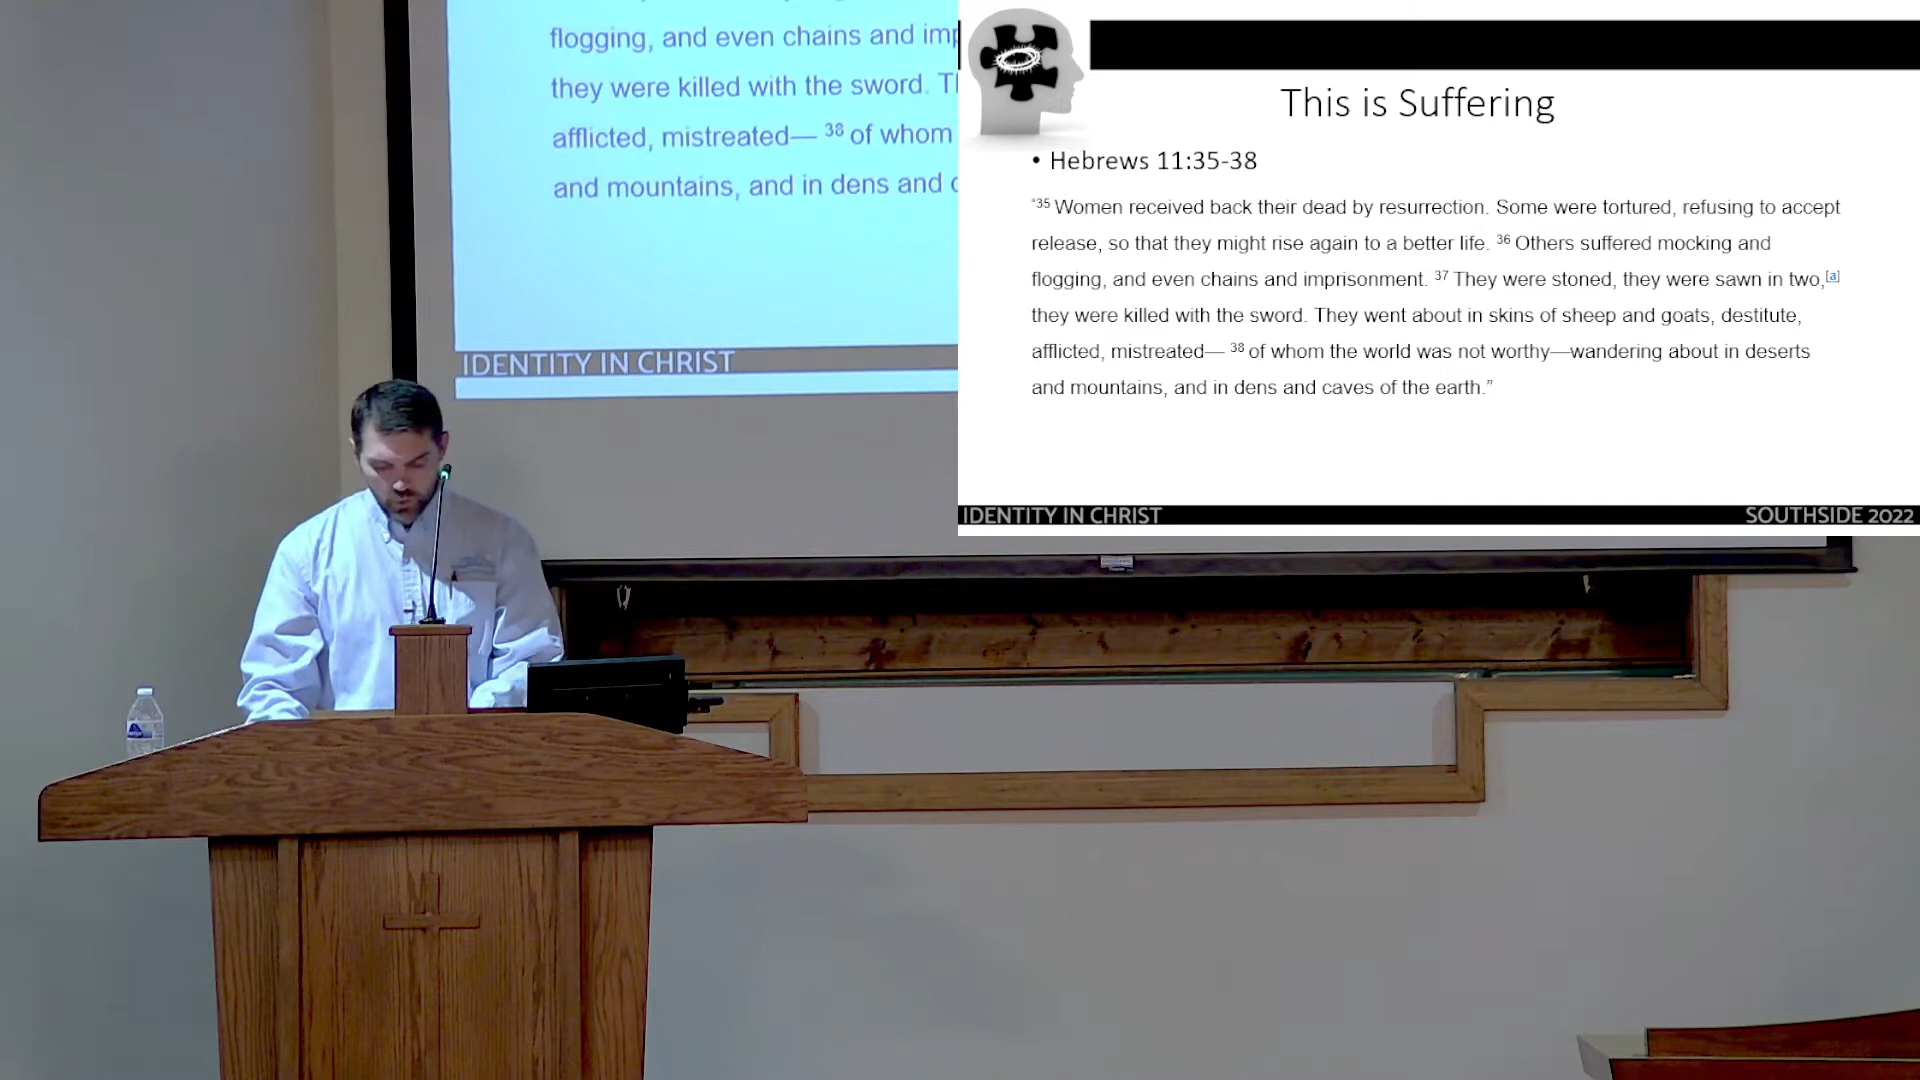 flogging, and even chains and imp
they were killed with the sword. T
afflicted, mistreated— 38 of whom
and mountains, and in dens and c
IDENTITY IN CHRIST
This is Suffering
• Hebrews 11:35-38
“35 Women received back their dead by resurrection. Some were tortured, refusing to accept
release, so that they might rise again to a better life. 36 Others suffered mocking and
flogging, and even chains and imprisonment. 37 They were stoned, they were sawn in two,[a]
they were killed with the sword. They went about in skins of sheep and goats, destitute,
afflicted, mistreated— 38 of whom the world was not worthy—wandering about in deserts
and mountains, and in dens and caves of the earth.”
IDENTITY IN CHRIST
SOUTHSIDE 2022